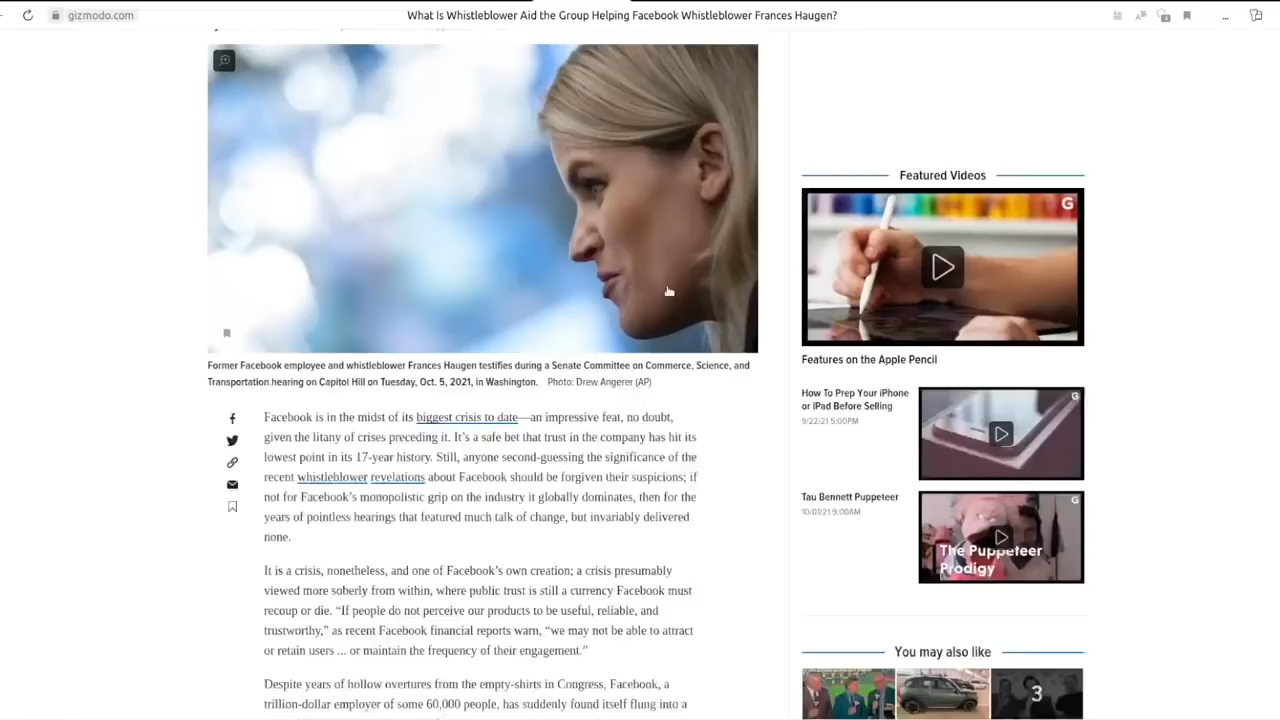 gizmodo.com
What Is Whistleblower Aid the Group Helping Facebook Whistleblower Frances Haugen?
...
Former Facebook employee and whistleblower Frances Haugen testifies during a Senate Committee on Commerce, Science, and
Transportation hearing on Capitol Hill on Tuesday, Oct. 5, 2021, in Washington. Photo: Drew Angerer (AP)
Facebook is in the midst of its biggest crisis to date—an impressive feat, no doubt,
given the litany of crises preceding it. It's a safe bet that trust in the company has hit its
lowest point in its 17-year history. Still, anyone second-guessing the significance of the
recent whistleblower revelations about Facebook should be forgiven their suspicions; if
not for Facebook's monopolistic grip on the industry it globally dominates, then for the
years of pointless hearings that featured much talk of change, but invariably delivered
none.
It is a crisis, nonetheless, and one of Facebook's own creation; a crisis presumably
viewed more soberly from within, where public trust is still a currency Facebook must
recoup or die. “If people do not perceive our products to be useful, reliable, and
trustworthy,” as recent Facebook financial reports warn, “we may not be able to attract
or retain users ... or maintain the frequency of their engagement.”
Despite years of hollow overtures from the empty-shirts in Congress, Facebook, a
trillion-dollar employer of some 60,000 people, has suddenly found itself flung into a
Featured Videos
G
Features on the Apple Pencil
How To Prep Your iPhone
or iPad Before Selling
9/22/21 5:00PM
G
Tau Bennett Puppeteer
10/01/21 9:00AM
G
The Puppeteer
Prodigy
You may also like
3